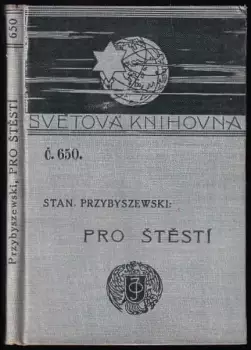 650
Przybyszewski, PRO ŠTĚSTÍ
SVĚTOVÁ KNIHOVNA
Č. 650.
STAN. PRZYBYSZEWSKI:
PRO ŠTĚSTÍ